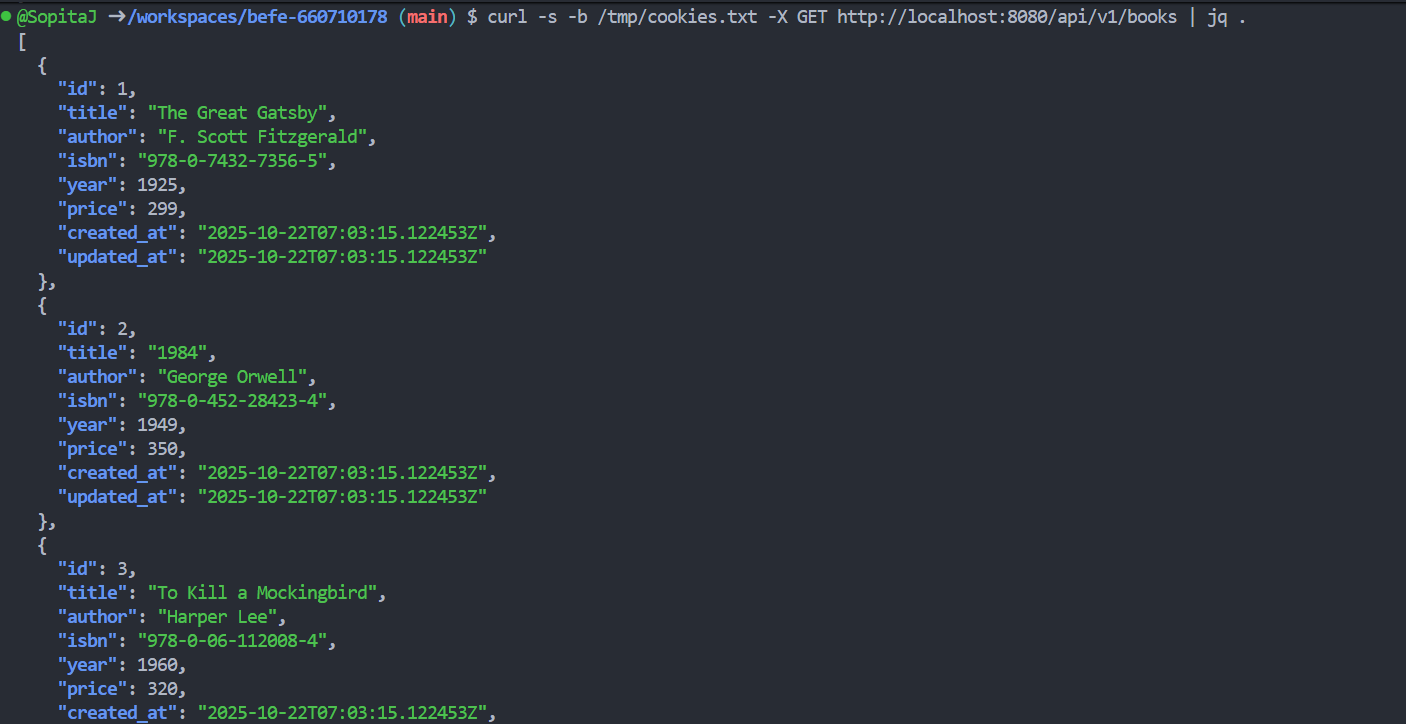 @SopitaJ ➜/workspaces/befe-660710178 (main) $ curl -s -b /tmp/cookies.txt -X GET http://localhost:8080/api/v1/books | jq .
[
  {
    "id": 1,
    "title": "The Great Gatsby",
    "author": "F. Scott Fitzgerald",
    "isbn": "978-0-7432-7356-5",
    "year": 1925,
    "price": 299,
    "created_at": "2025-10-22T07:03:15.122453Z",
    "updated_at": "2025-10-22T07:03:15.122453Z"
  },
  {
    "id": 2,
    "title": "1984",
    "author": "George Orwell",
    "isbn": "978-0-452-28423-4",
    "year": 1949,
    "price": 350,
    "created_at": "2025-10-22T07:03:15.122453Z",
    "updated_at": "2025-10-22T07:03:15.122453Z"
  },
  {
    "id": 3,
    "title": "To Kill a Mockingbird",
    "author": "Harper Lee",
    "isbn": "978-0-06-112008-4",
    "year": 1960,
    "price": 320,
    "created_at": "2025-10-22T07:03:15.122453Z",